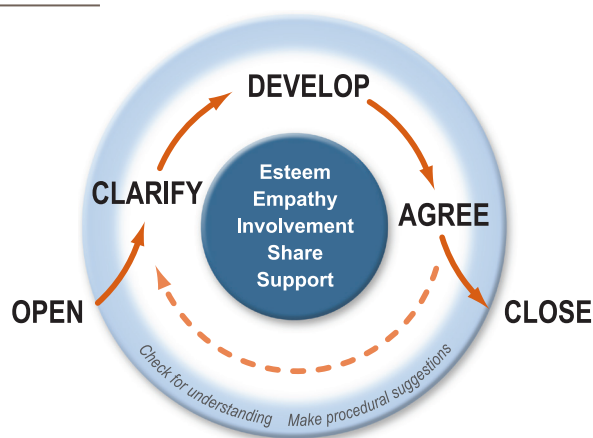 DEVELOP
CLARIFY
Esteem
Empathy
Involvement
Share
Support
AGREE
OPEN
CLOSE
Check for understanding
Make procedural suggestions